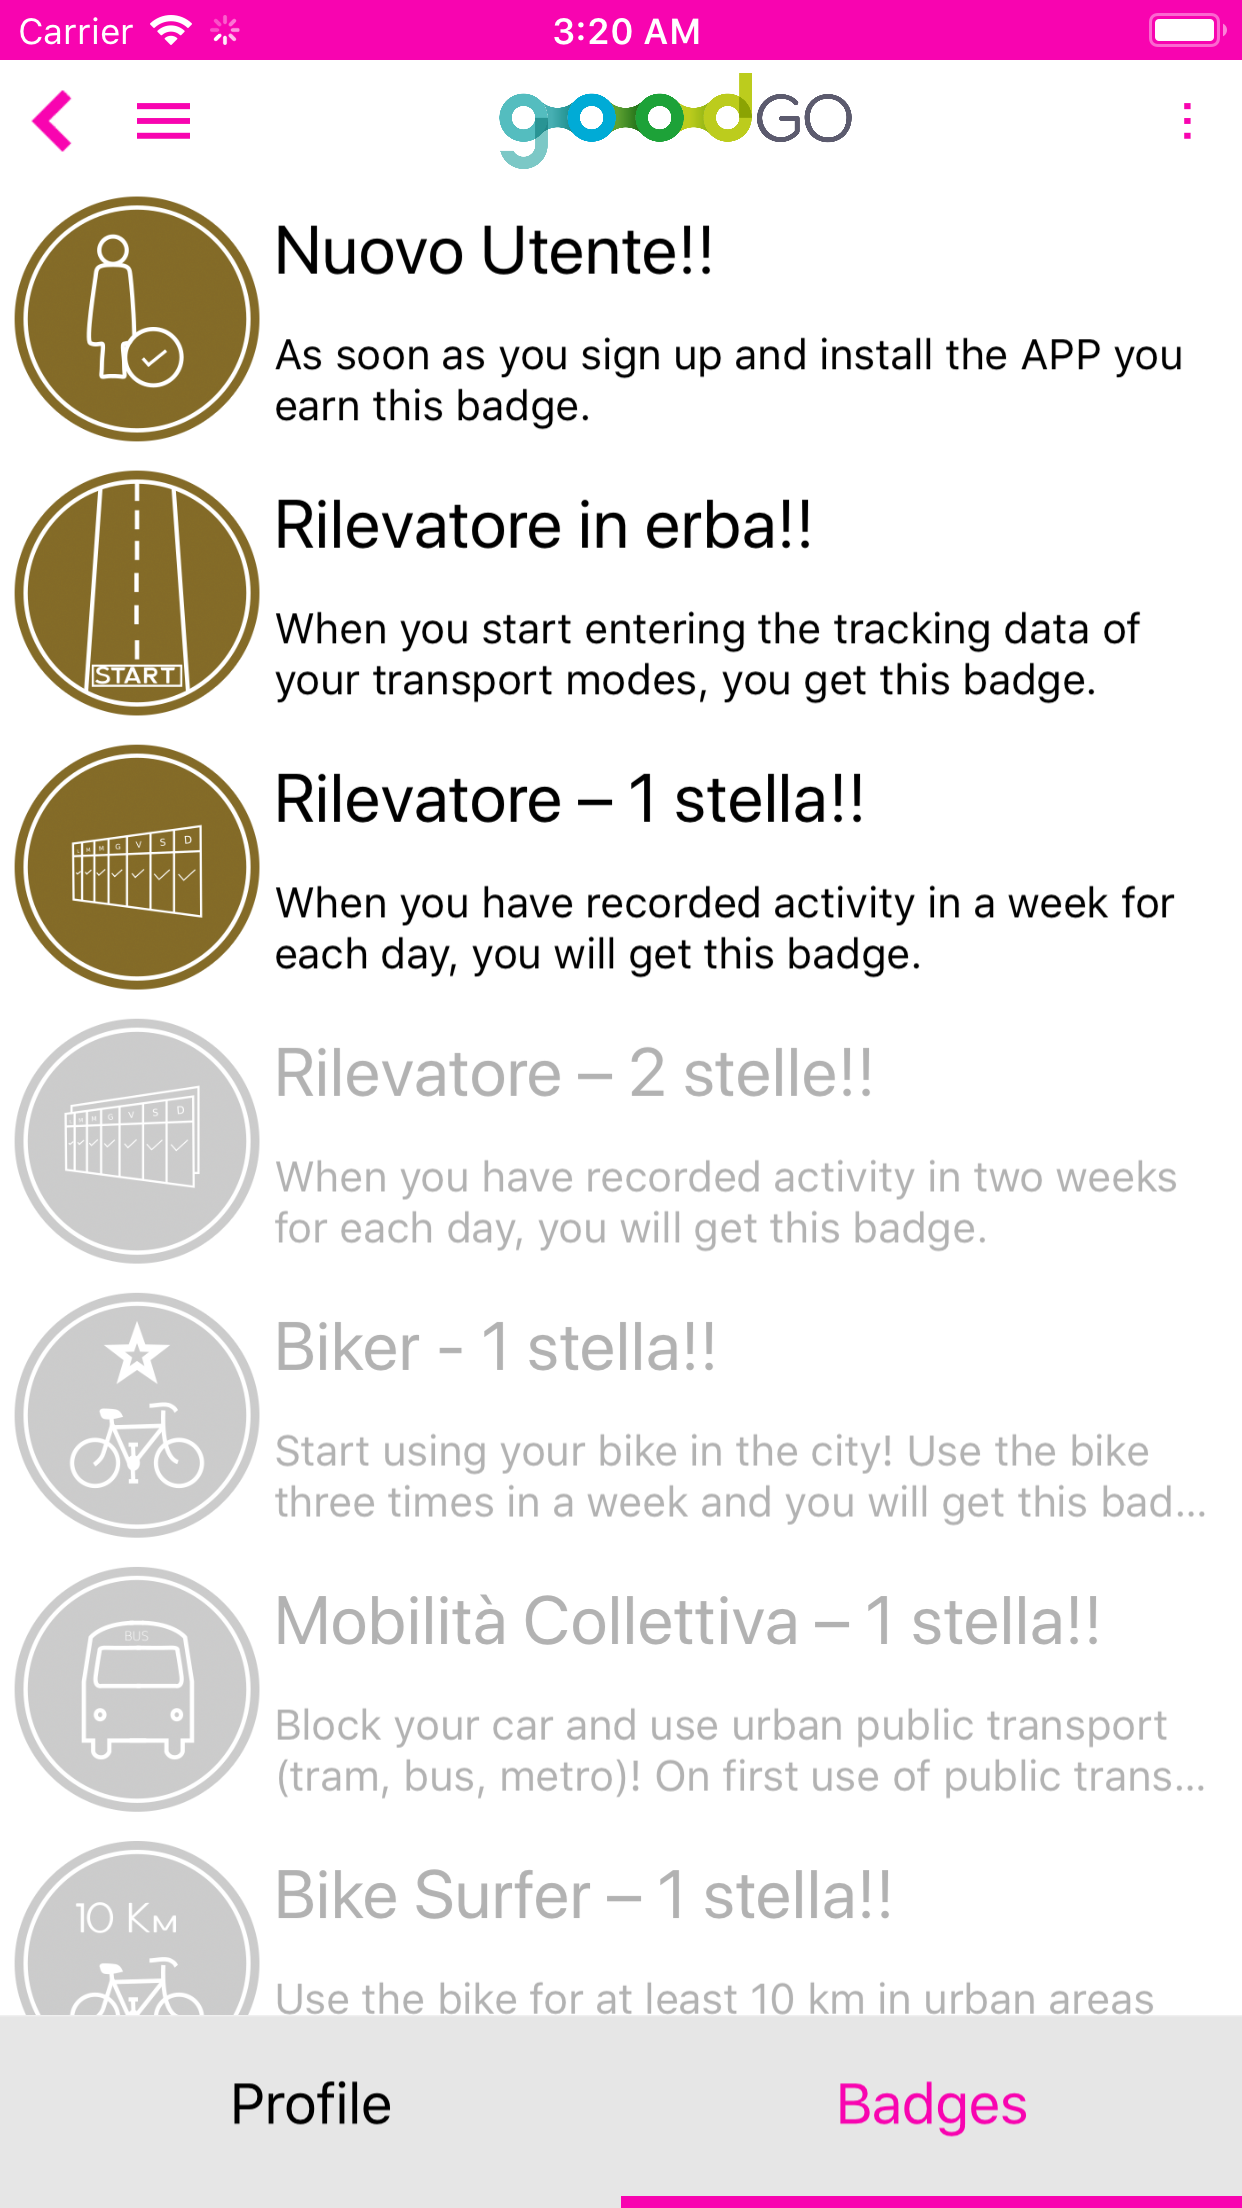 Carrier
3:20 AM
goodGO
Nuovo Utente!!
As soon as you sign up and install the APP you
earn this badge.
START
Rilevatore in erba!!
When you start entering the tracking data of
your transport modes, you get this badge.
M M G V S D
Rilevatore – 1 stella!!
When you have recorded activity in a week for
each day, you will get this badge.
M M G V S D
Rilevatore – 2 stelle!!
When you have recorded activity in two weeks
for each day, you will get this badge.
Biker - 1 stella!!
Start using your bike in the city! Use the bike
three times in a week and you will get this bad...
BUS
Mobilità Collettiva – 1 stella!!
Block your car and use urban public transport
(tram, bus, metro)! On first use of public trans...
10 KM
Bike Surfer – 1 stella!!
Use the bike for at least 10 km in urban areas
Profile
Badges